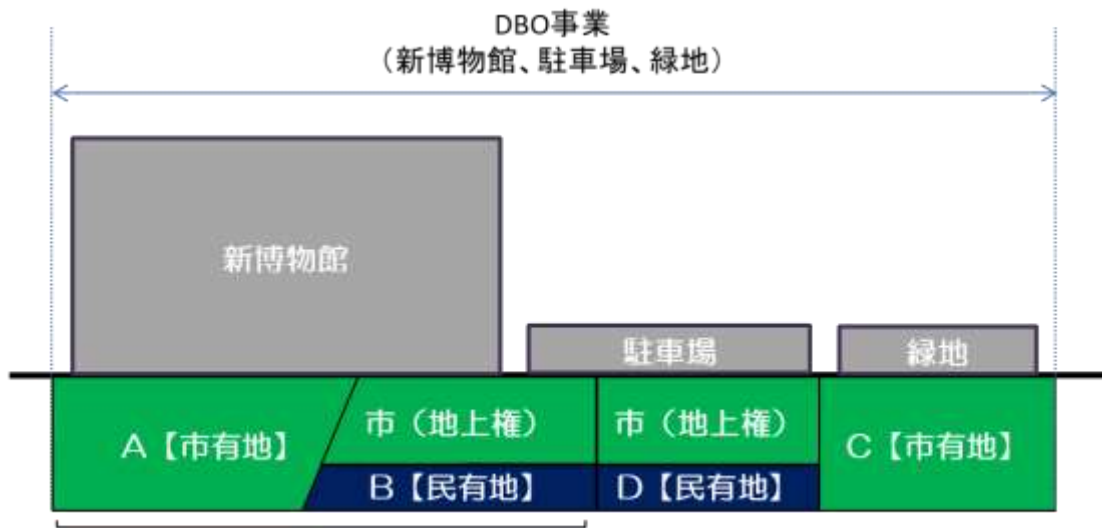 DBO事業
（新博物館、駐車場、緑地）
新博物館
駐車場
緑地
A【市有地】
市（地上権）
市（地上権）
C【市有地】
B【民有地】
D【民有地】